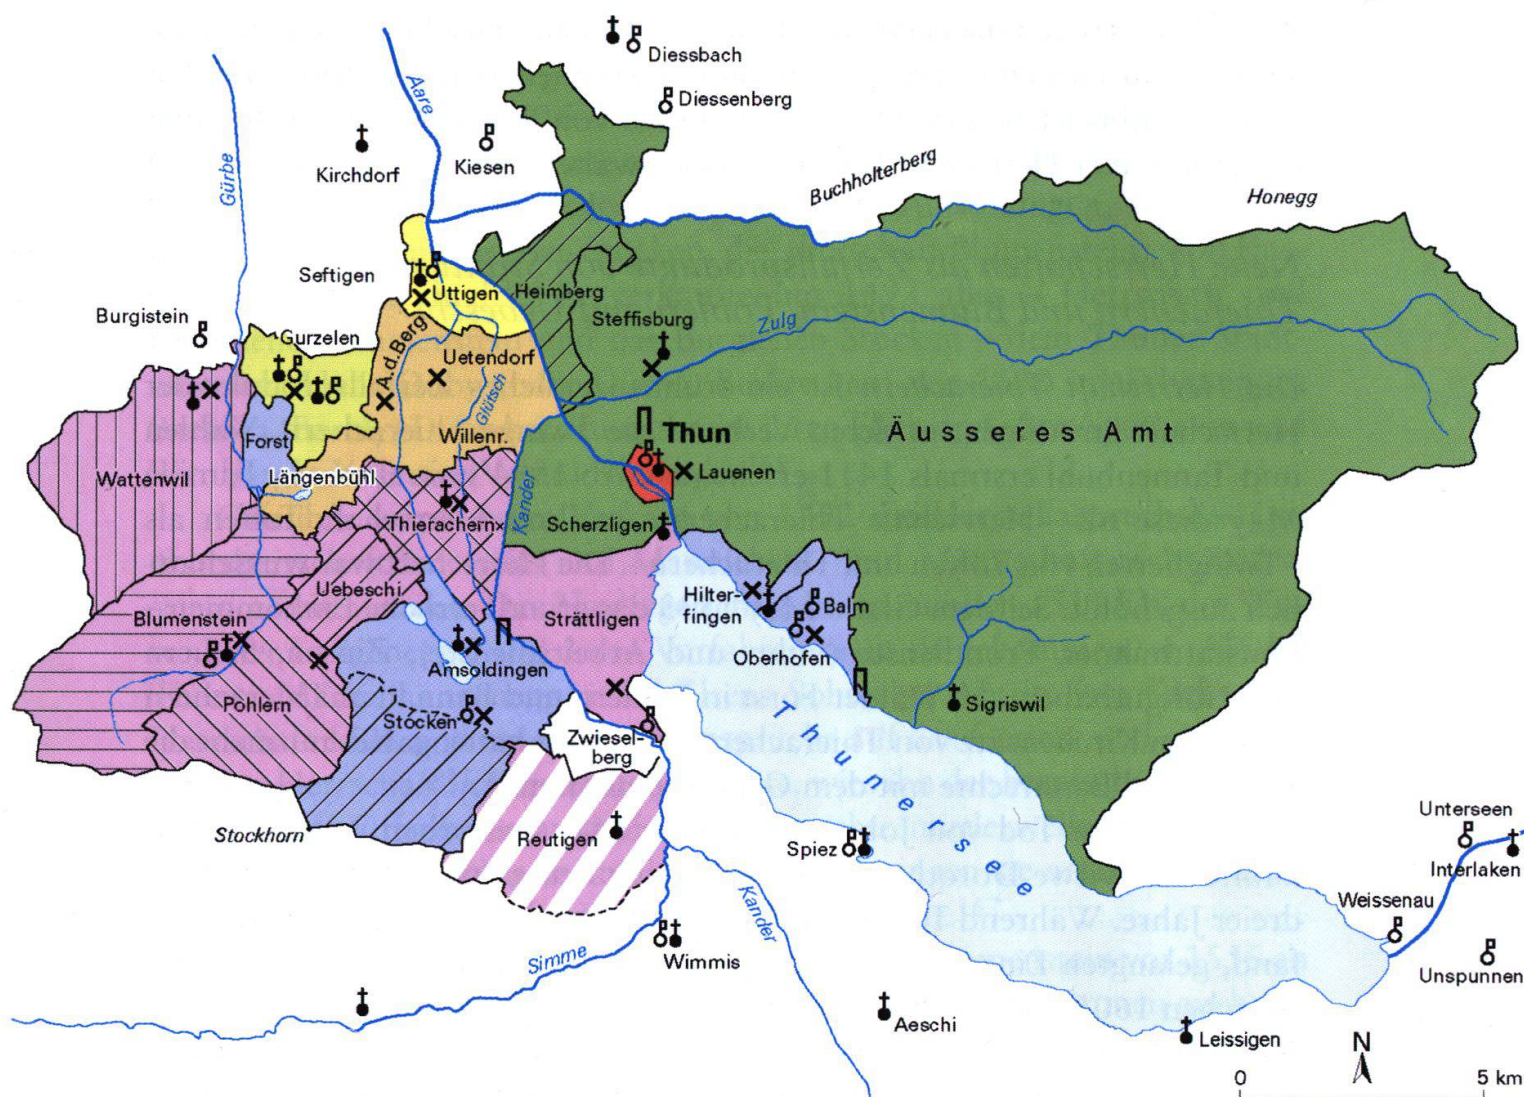 Diessbach
Diessenberg
Aare
Kirchdorf
Kiesen
Gürbe
Buchholterberg
Honegg
Seftigen
Uttigen
Heimberg
Burgistein
Gurzelen
A.d.Berg
Uetendorf
Steffisburg
Zulg
Glütsch
Forst
Willenr.
Thun
Äusseres Amt
Wattenwil
Längenbühl
Lauenen
Thierachern
Kander
Scherzligen
Uebeschi
Hilter-
fingen
Balm
Blumenstein
Strättligen
Oberhofen
Amsoldingen
Pohlern
Stocken
Sigriswil
Zwiesel-
berg
Thunersee
Stockhorn
Reutigen
Spiez
Unterseen
Interlaken
Weissenau
Kander
Simme
Wimmis
Unspunnen
Aeschi
Leissigen
N
0 5 km